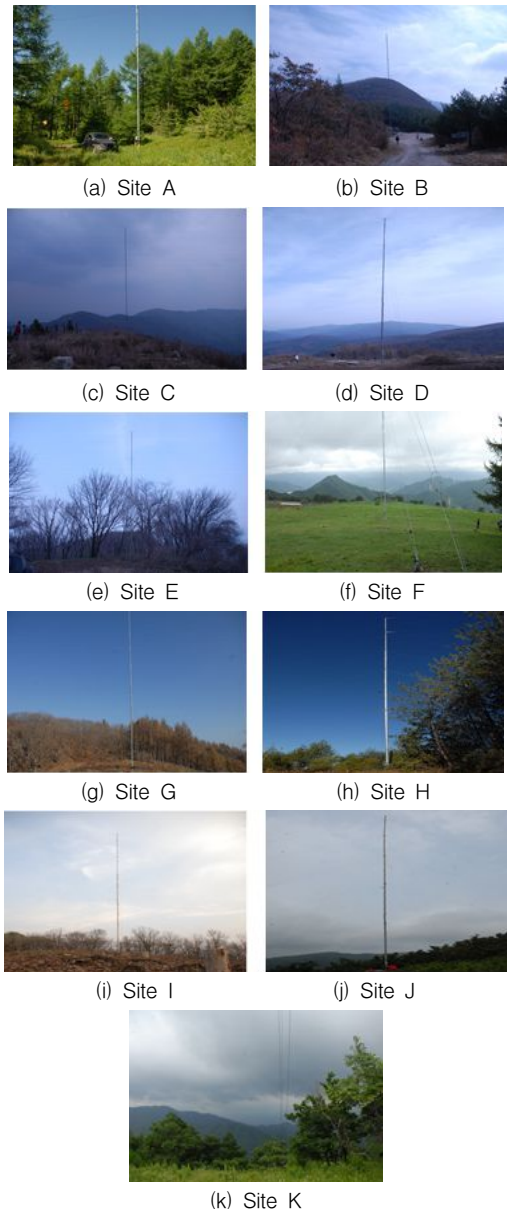 (a) Site A
(b) Site B
(c) Site C
(d) Site D
(e) Site E
(f) Site F
(g) Site G
(h) Site H
(i) Site I
(j) Site J
(k) Site K